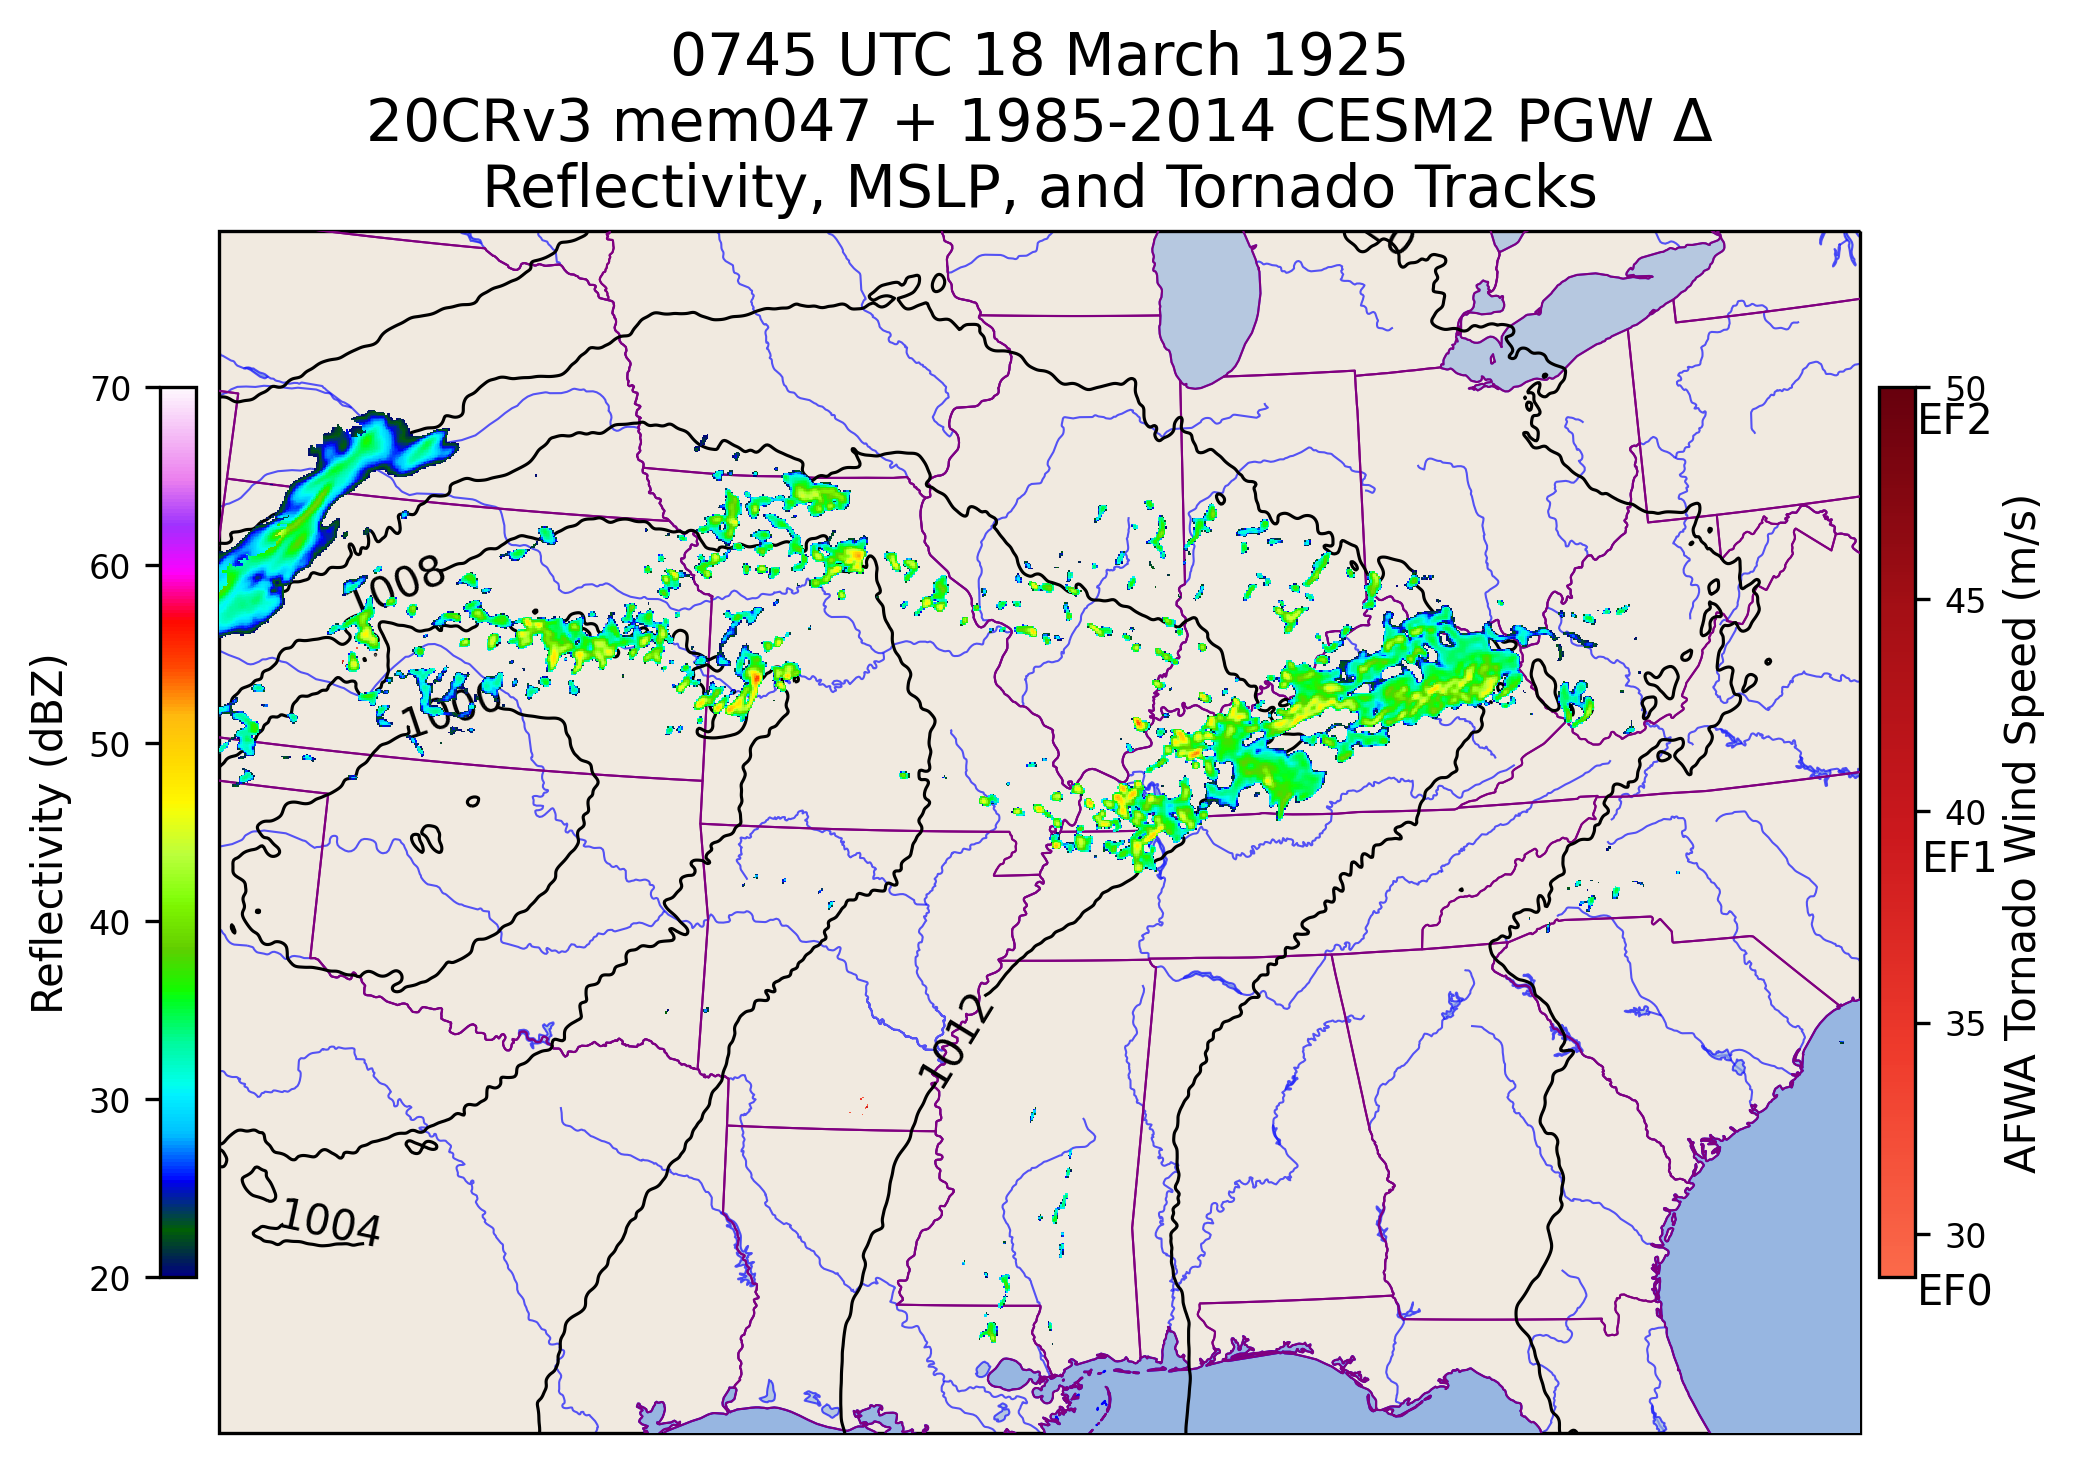 0745 UTC 18 March 1925
20CRv3 mem047 + 1985-2014 CESM2 PGW Δ
Reflectivity, MSLP, and Tornado Tracks
70
60
50
40
30
20
Reflectivity (dBZ)
1008
1000
1012
1004
50
EF2
45
40
EF1
35
30
EF0
AFWA Tornado Wind Speed (m/s)